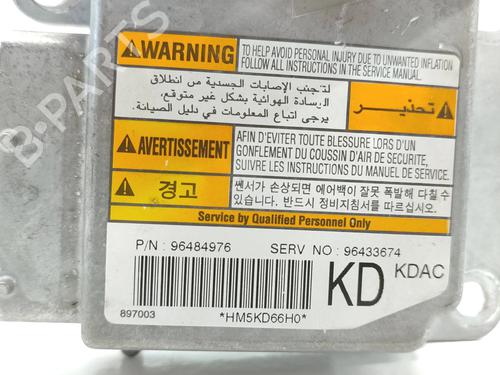 WARNING
TO HELP AVOID PERSONAL INJURY DUE TO UNWANTED INFLATION
FOLLOW ALL INSTRUCTIONS IN THE SERVICE MANUAL.
لتجنب الإصابات الجسدية من انطلاق
الوسادة الهوائية بشكل غير متوقع,
يرجى اتباع المعلومات في دليل الصيانة.
تحذير
AVERTISSEMENT
AFIN D'EVITER TOUTE BLESSURE LORS D'UN
GONFLEMENT DU COUSSIN D'AIR DE SECURITE,
SUIVRE LES INSTRUCTIONS DU MANUEL DE SERVICE.
경고
쎈서가 손상되면 에어백이 잘못 폭발해 다칠 수
있습니다. 반드시 정비지침서를 따르십시오.
Service by Qualified Personnel Only
P/N : 96484976
SERV NO : 96433674
KD
KDAC
897003
*HM5KD66H0*
B-PARTS